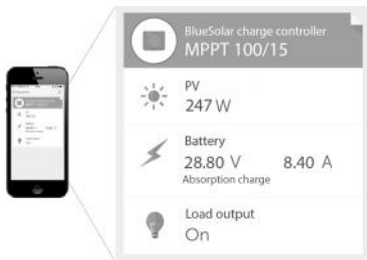 BlueSolar charge controller
MPPT 100/15
PV
247 W
Battery
28.80 V 8.40 A
Absorption charge
Load output
On